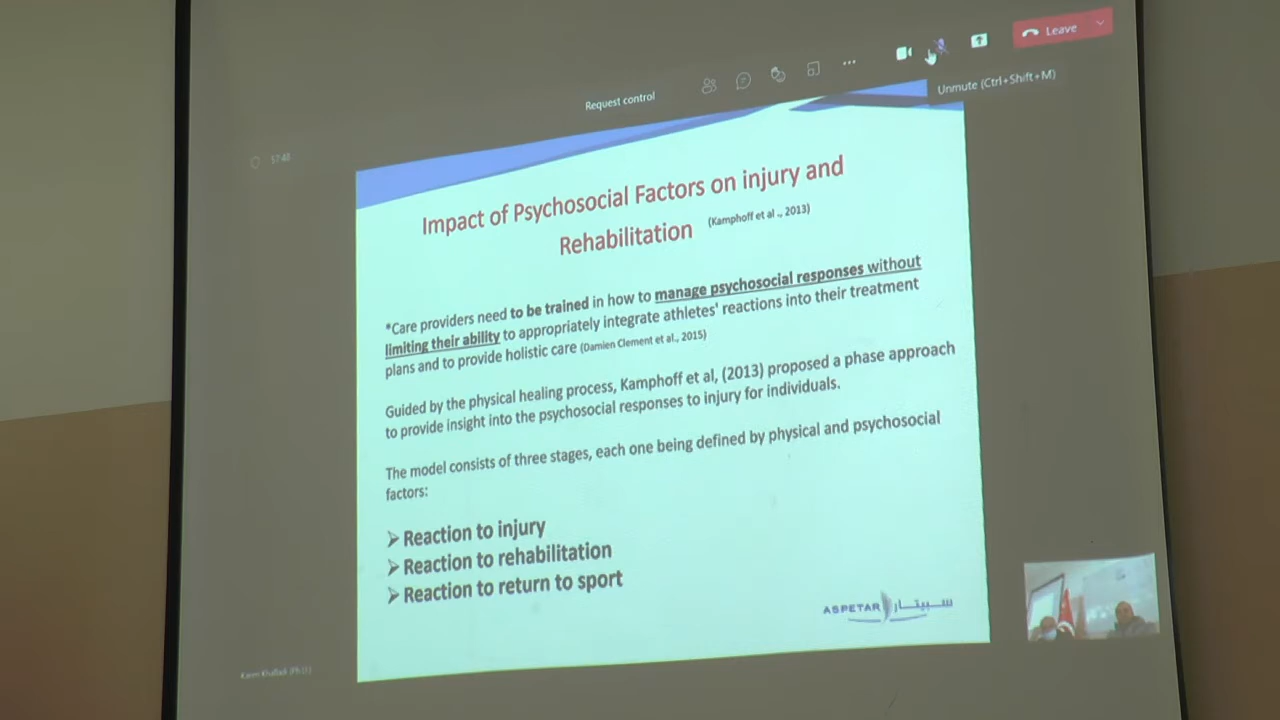 Leave
Unmute (Ctrl+Shift+M)
Request control
Impact of Psychosocial Factors on injury and
Rehabilitation (Kamphoff et al ., 2013)
*Care providers need to be trained in how to manage psychosocial responses without
limiting their ability to appropriately integrate athletes' reactions into their treatment
plans and to provide holistic care (Damien Clement et al., 2015)
Guided by the physical healing process, Kamphoff et al, (2013) proposed a phase approach
to provide insight into the psychosocial responses to injury for individuals.
The model consists of three stages, each one being defined by physical and psychosocial
factors:
➢ Reaction to injury
➢ Reaction to rehabilitation
➢ Reaction to return to sport
ASPETAR سبيتار